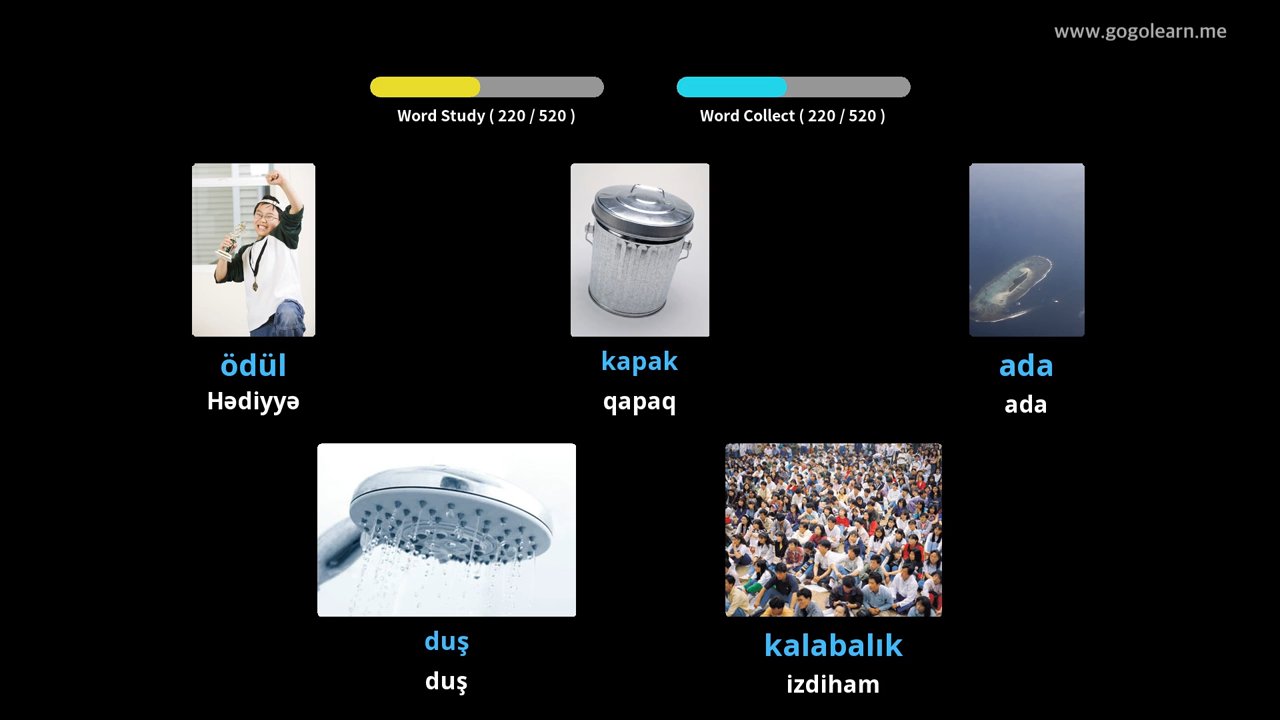 www.gogolearn.me
Word Study ( 220 / 520 )
Word Collect ( 220 / 520 )
ödül
Hədiyyə
kapak
qapaq
ada
ada
duş
duş
kalabalık
izdiham